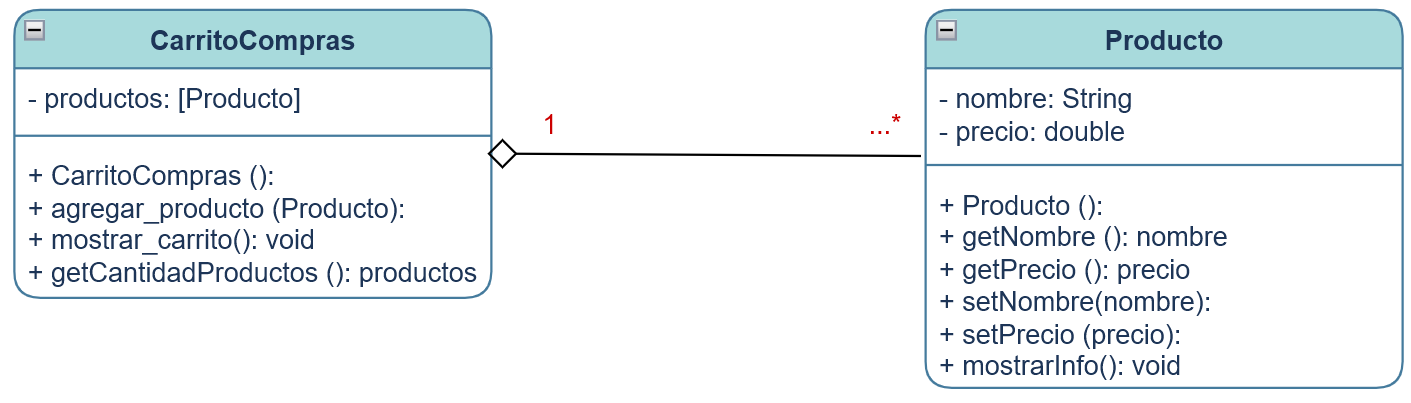 CarritoCompras
- productos: [Producto]
+ CarritoCompras ():
+ agregar_producto (Producto):
+ mostrar_carrito(): void
+ getCantidadProductos (): productos
1
...*
Producto
- nombre: String
- precio: double
+ Producto ():
+ getNombre (): nombre
+ getPrecio (): precio
+ setNombre(nombre):
+ setPrecio (precio):
+ mostrarInfo(): void